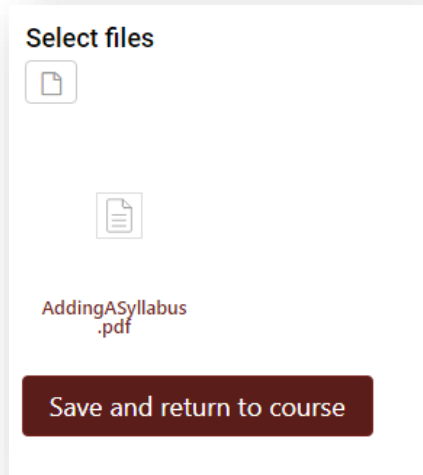 Select files
AddingASyllabus
.pdf
Save and return to course